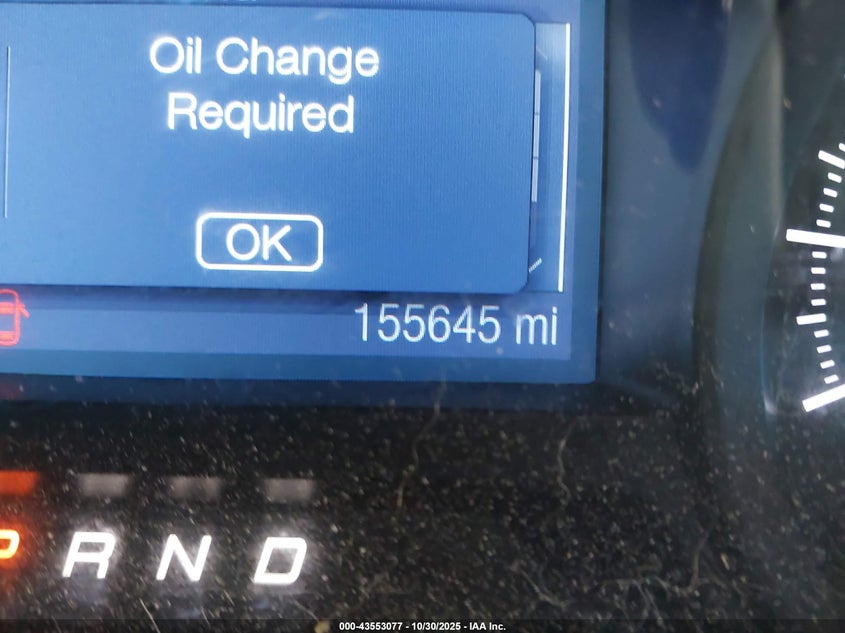 Oil Change
Required
OK
155645 mi
P R N D
000-43553077 - 10/30/2025 - IAA Inc.